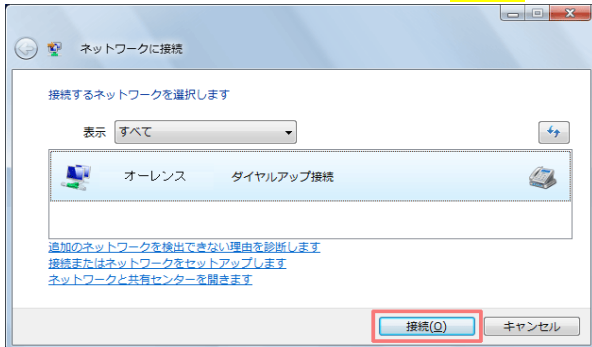 ネットワークに接続
接続するネットワークを選択します
表示 すべて
オーレンス ダイヤルアップ接続
追加のネットワークを検出できない理由を診断します
接続またはネットワークをセットアップします
ネットワークと共有センターを開きます
接続(O) キャンセル